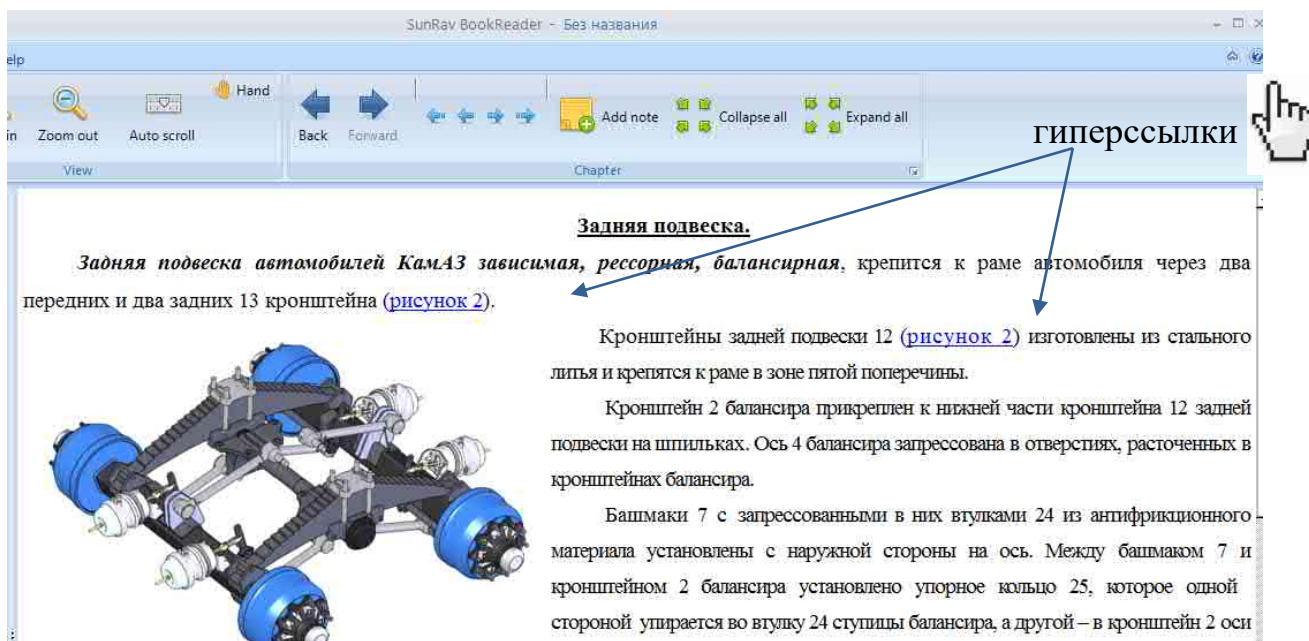 SunRav BookReader - Без названия
elp
in
Zoom out
Auto scroll
Hand
Back
Forward
Add note
Collapse all
Expand all
View
Chapter
гиперссылки
Задняя подвеска.
Задняя подвеска автомобилей КамАЗ зависимая, рессорная, балансирная, крепится к раме автомобиля через два
передних и два задних 13 кронштейна (рисунок 2).
Кронштейны задней подвески 12 (рисунок 2) изготовлены из стального
литья и крепятся к раме в зоне пятой поперечины.
Кронштейн 2 балансира прикреплен к нижней части кронштейна 12 задней
подвески на шпильках. Ось 4 балансира запрессована в отверстиях, расточенных в
кронштейнах балансира.
Башмаки 7 с запрессованными в них втулками 24 из антифрикционного
материала установлены с наружной стороны на ось. Между башмаком 7 и
кронштейном 2 балансира установлено упорное кольцо 25, которое одной
стороной упирается во втулку 24 ступицы балансира, а другой – в кронштейн 2 оси